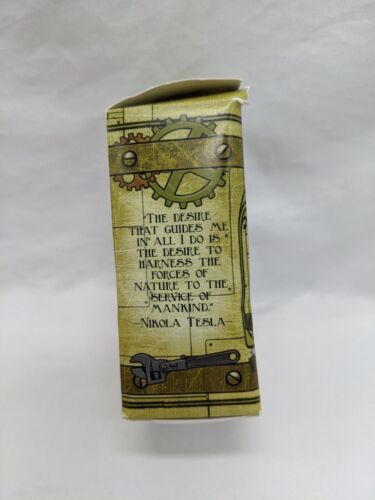 "The desire
that guides me
in all I do is
the desire to
harness the
forces of
nature to the
service of
mankind."
-Nikola Tesla-